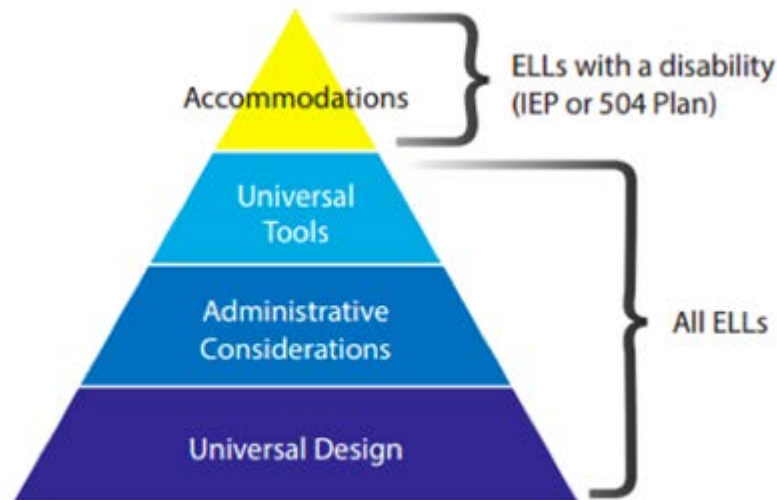 Accommodations
ELLs with a disability
(IEP or 504 Plan)
Universal
Tools
Administrative
Considerations
All ELLs
Universal Design